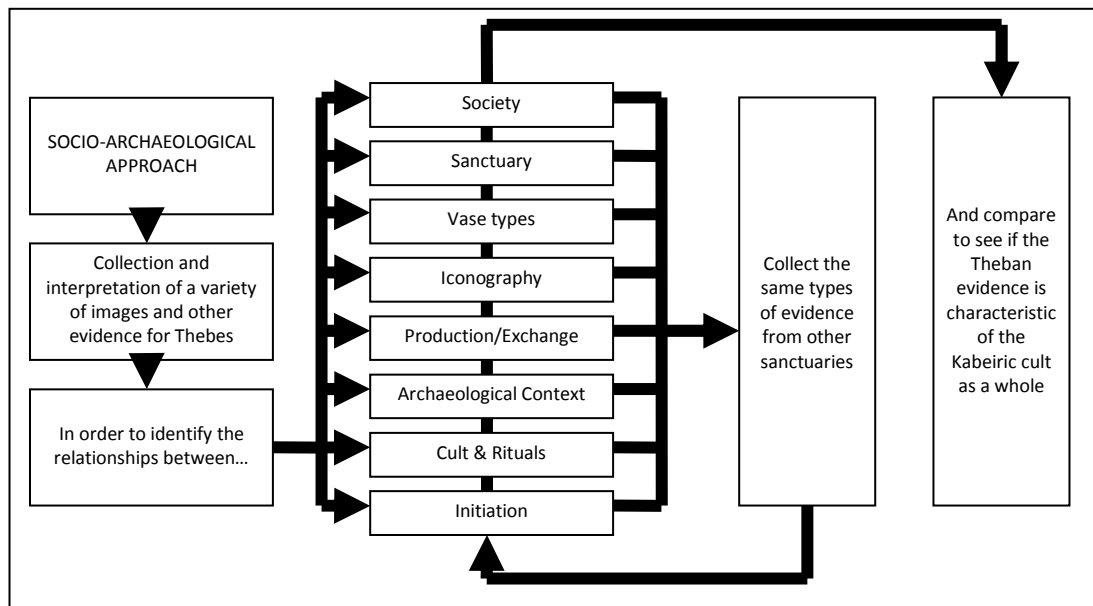 SOCIO-ARCHAEOLOGICAL
APPROACH
Collection and
interpretation of a variety
of images and other
evidence for Thebes
In order to identify the
relationships between…
Society
Sanctuary
Vase types
Iconography
Production/Exchange
Archaeological Context
Cult & Rituals
Initiation
Collect the
same types
of evidence
from other
sanctuaries
And compare
to see if the
Theban
evidence is
characteristic
of the
Kabeiric cult
as a whole